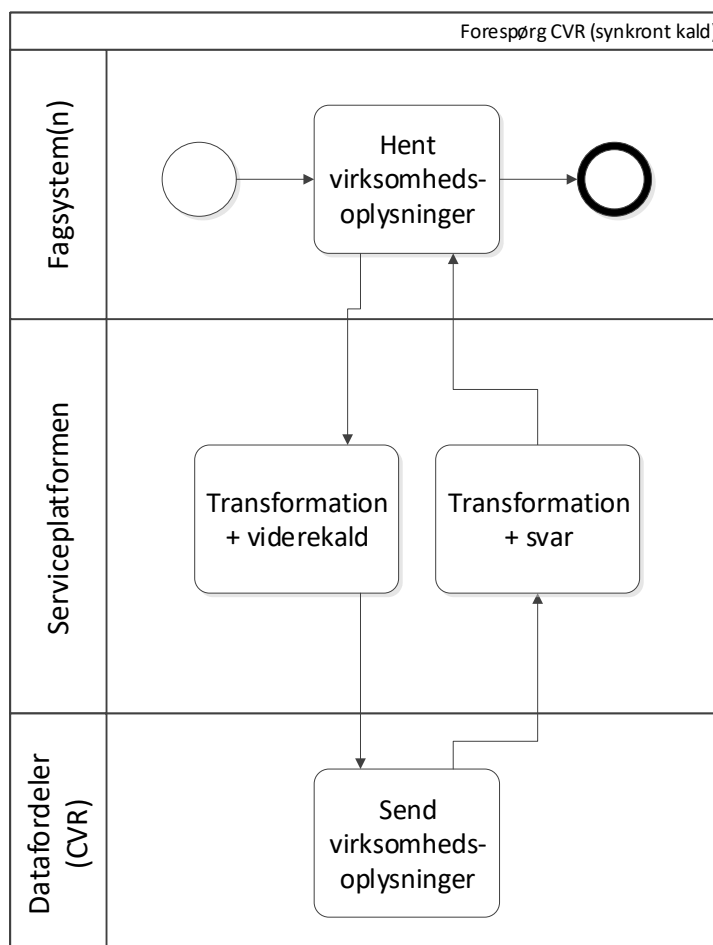 Forespørg CVR (synkront kald)
Fagsystem(n)
Hent
virksomheds-
oplysninger
Serviceplatformen
Transformation
+ viderekald
Transformation
+ svar
Datafordeler
(CVR)
Send
virksomheds-
oplysninger